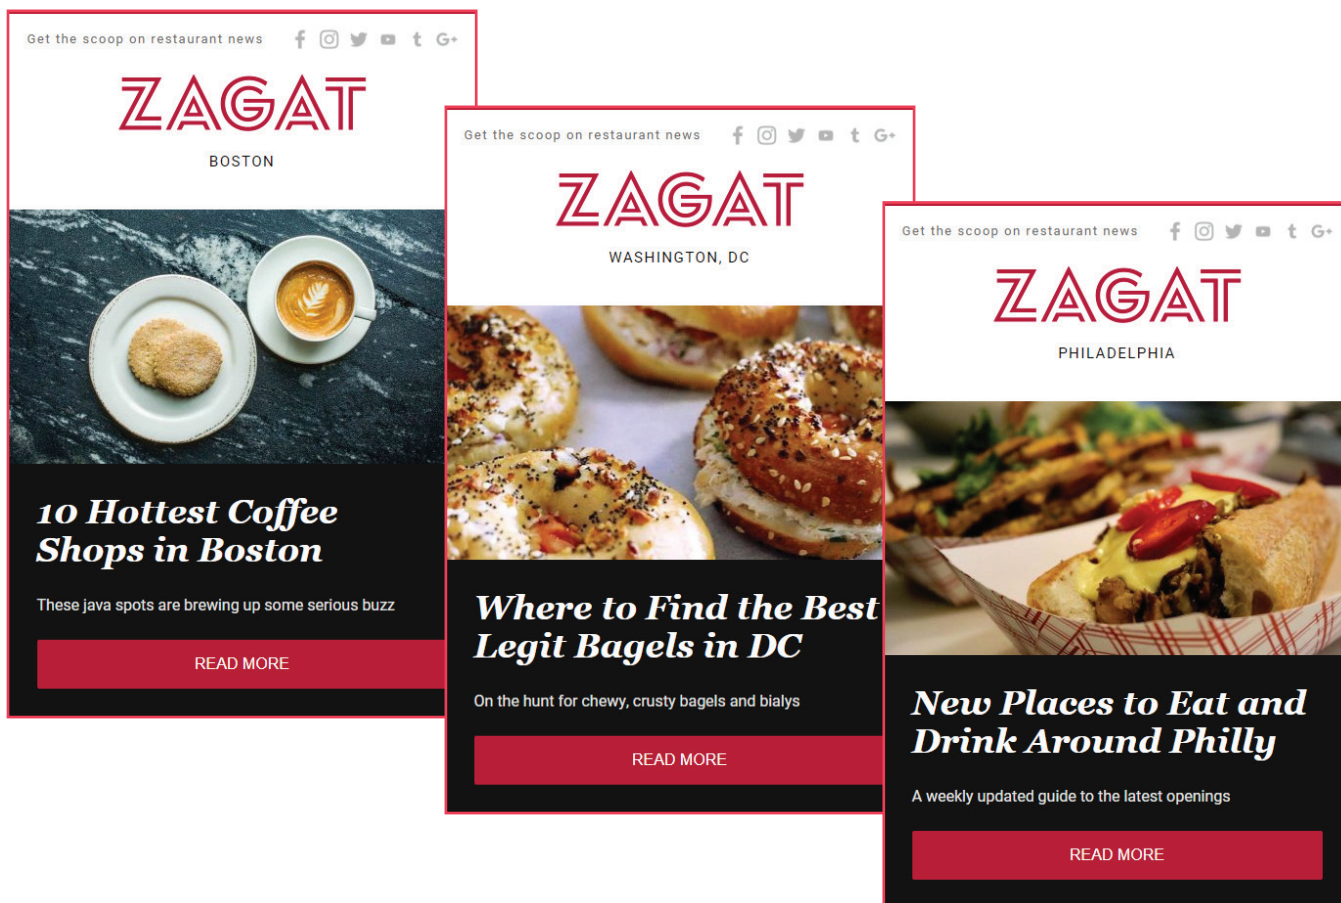 Get the scoop on restaurant news
ZAGAT
BOSTON
10 Hottest Coffee
Shops in Boston
These java spots are brewing up some serious buzz
READ MORE
Get the scoop on restaurant news
ZAGAT
WASHINGTON, DC
Where to Find the Best
Legit Bagels in DC
On the hunt for chewy, crusty bagels and bialys
READ MORE
Get the scoop on restaurant news
ZAGAT
PHILADELPHIA
New Places to Eat and
Drink Around Philly
A weekly updated guide to the latest openings
READ MORE